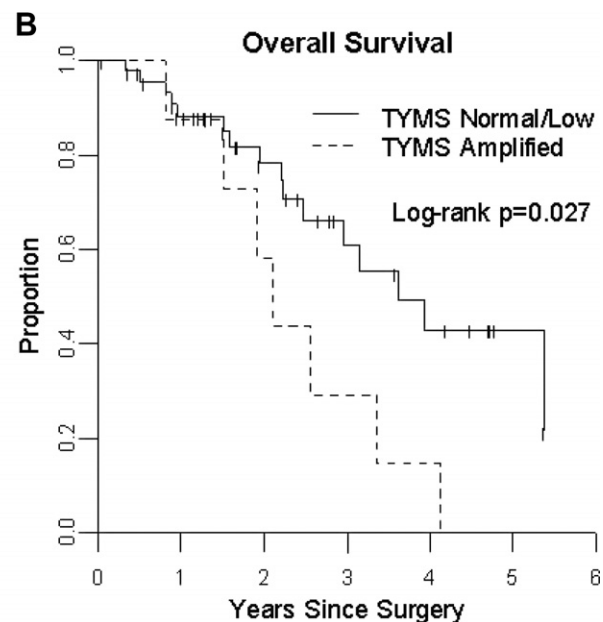 B
Overall Survival
TYMS Normal/Low
TYMS Amplified
Log-rank p=0.027
Proportion
1.0
0.8
0.6
0.4
0.2
0.0
0 1 2 3 4 5 6
Years Since Surgery